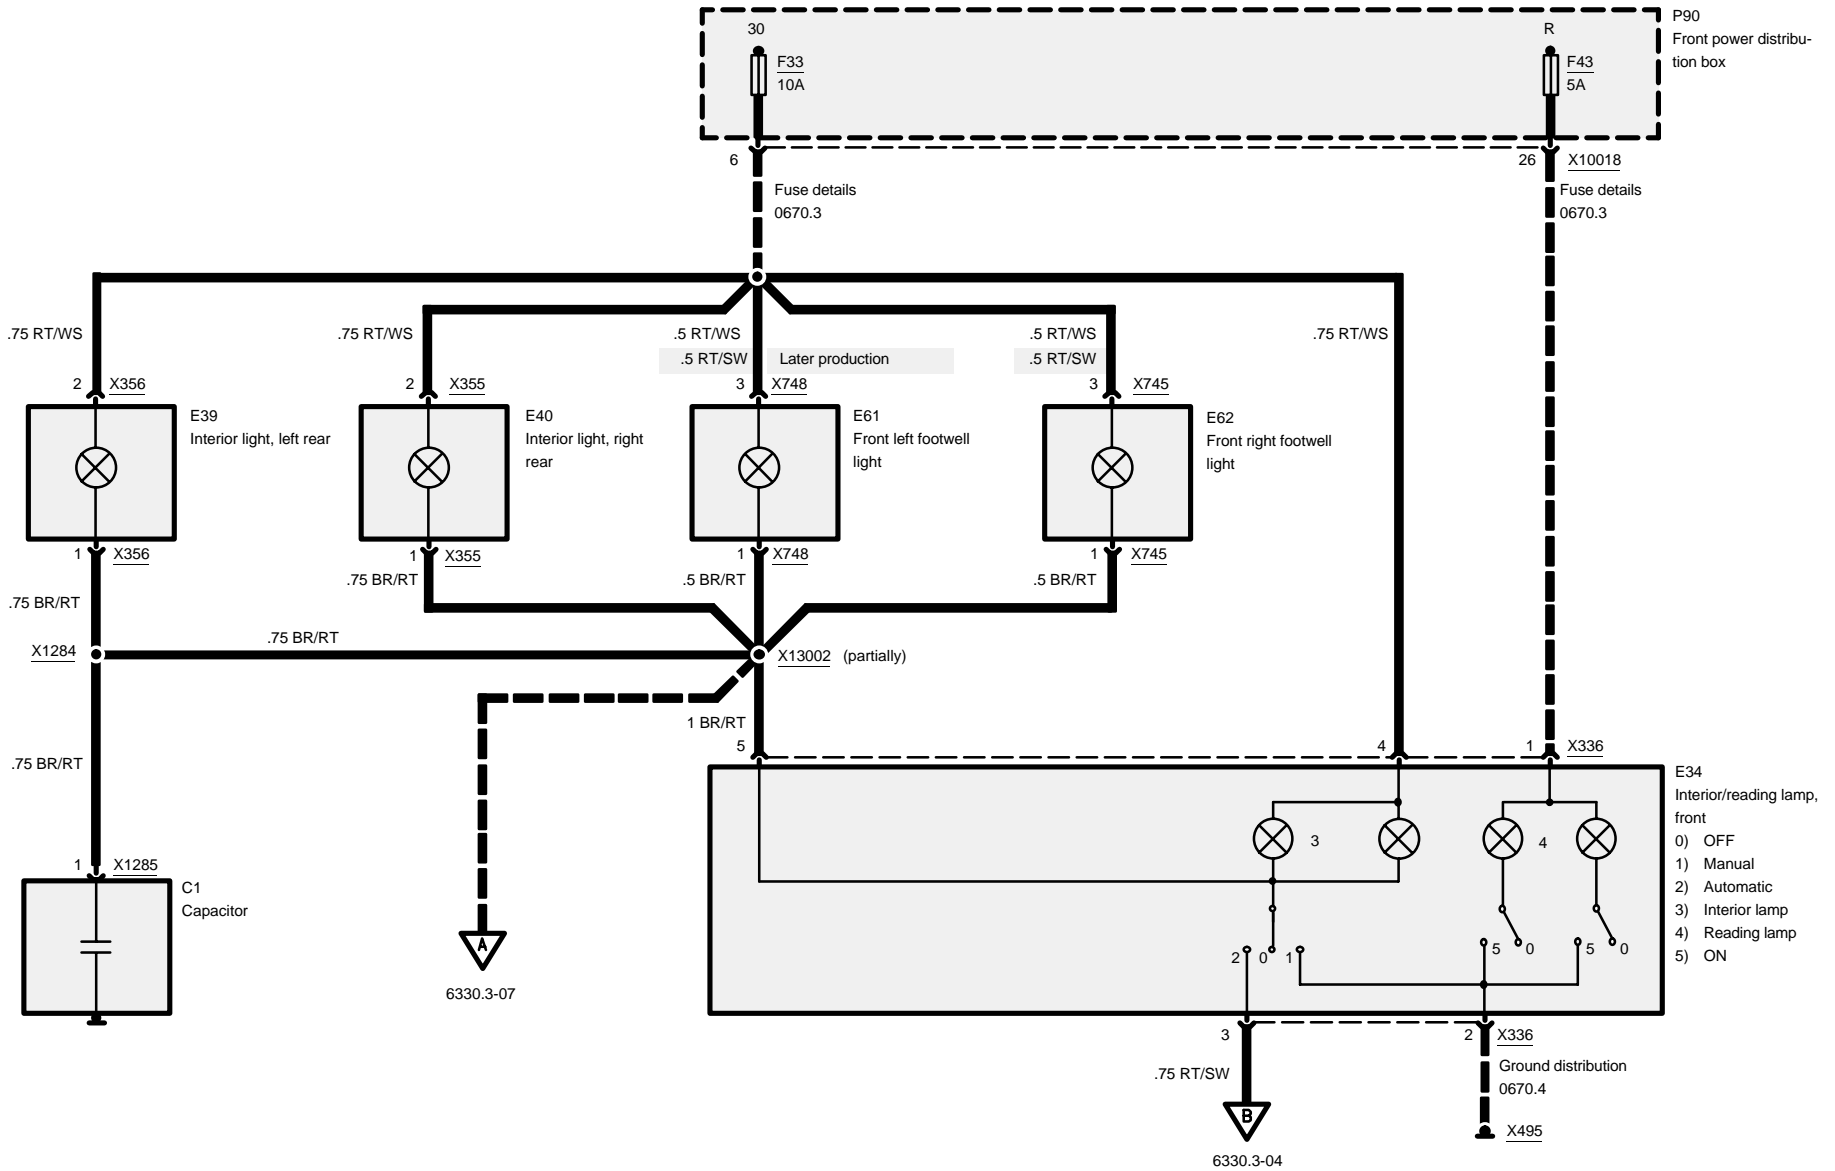 P90
Front power distribu-
tion box
30
F33
10A
R
F43
5A
6
26
X10018
Fuse details
0670.3
Fuse details
0670.3
.75 RT/WS
.75 RT/WS
.5 RT/WS
.5 RT/WS
.75 RT/WS
.5 RT/SW
Later production
.5 RT/SW
2
X356
2
X355
3
X748
3
X745
E39
Interior light, left rear
E40
Interior light, right
rear
E61
Front left footwell
light
E62
Front right footwell
light
1
X356
1
X355
1
X748
1
X745
.75 BR/RT
.75 BR/RT
.5 BR/RT
.5 BR/RT
X1284
.75 BR/RT
X13002
(partially)
1 BR/RT
.75 BR/RT
5
4
1
X336
E34
Interior/reading lamp,
front
0) OFF
1) Manual
2) Automatic
3) Interior lamp
4) Reading lamp
5) ON
3
4
2
0
1
5
0
5
0
1
X1285
C1
Capacitor
A
6330.3-07
3
2
X336
.75 RT/SW
Ground distribution
0670.4
B
X495
6330.3-04